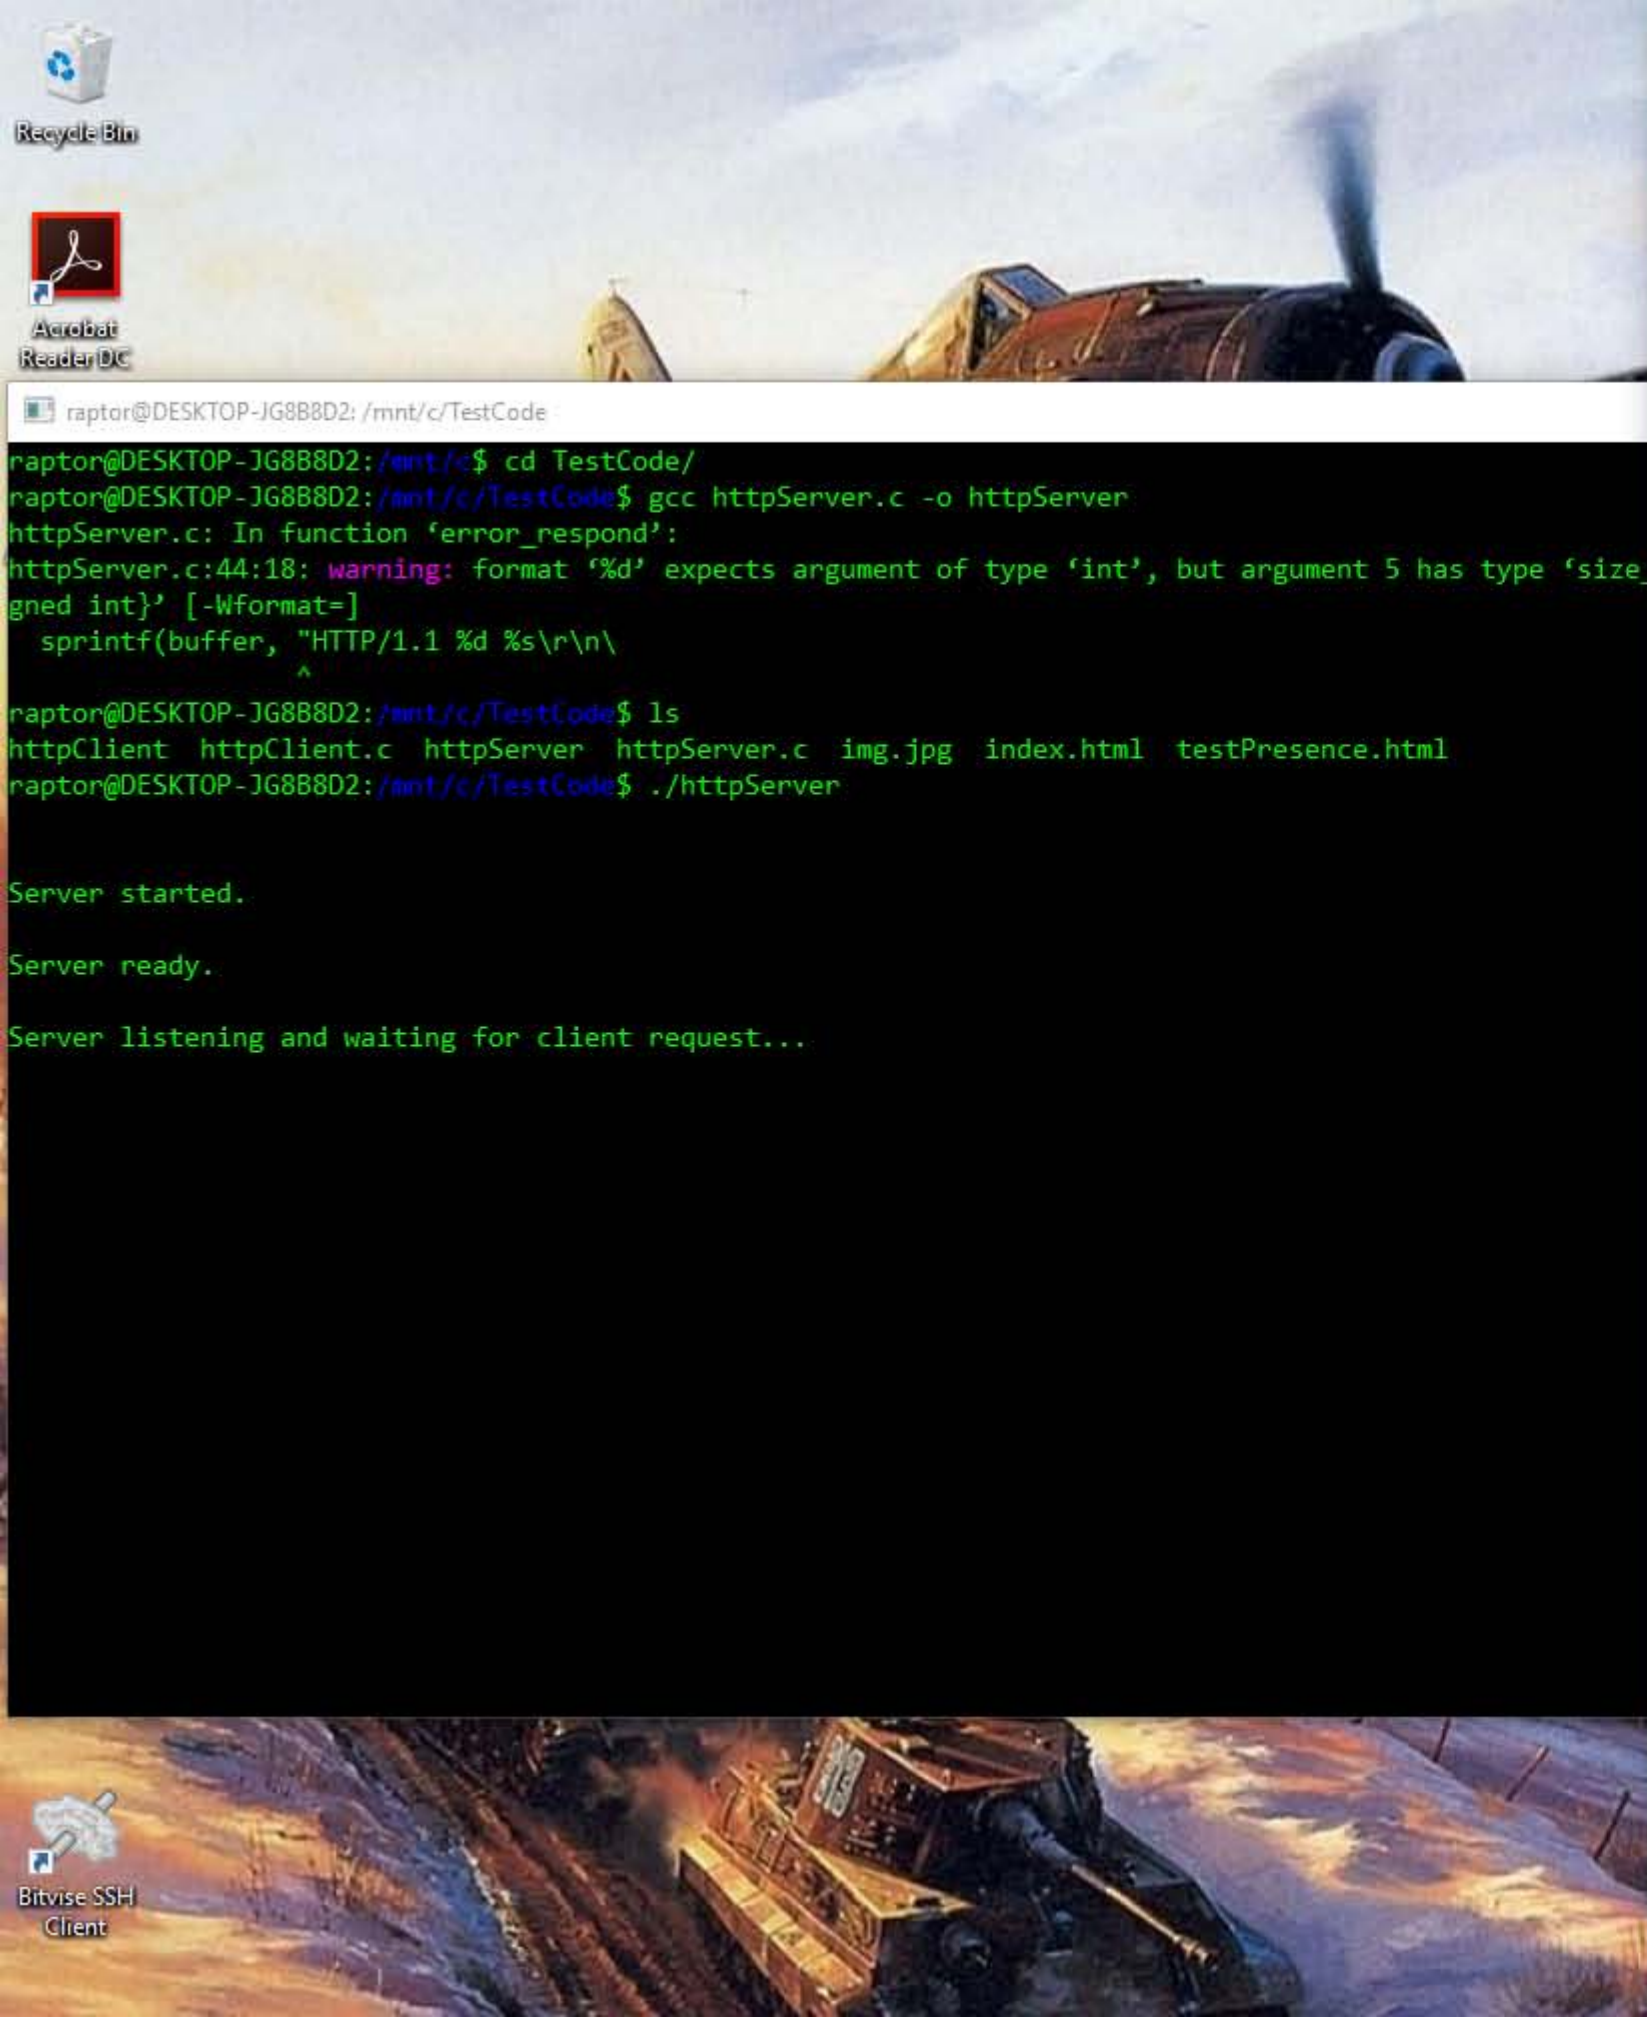 Recycle Bin
Acrobat
Reader DC
raptor@DESKTOP-JG8B8D2: /mnt/c/TestCode
raptor@DESKTOP-JG8B8D2:/mnt/c$ cd TestCode/
raptor@DESKTOP-JG8B8D2:/mnt/c/TestCode$ gcc httpServer.c -o httpServer
httpServer.c: In function ‘error_respond’:
httpServer.c:44:18: warning: format ‘%d’ expects argument of type ‘int’, but argument 5 has type ‘size_
gned int}’ [-Wformat=]
sprintf(buffer, "HTTP/1.1 %d %s\r\n\
^
raptor@DESKTOP-JG8B8D2:/mnt/c/TestCode$ ls
httpClient httpClient.c httpServer httpServer.c img.jpg index.html testPresence.html
raptor@DESKTOP-JG8B8D2:/mnt/c/TestCode$ ./httpServer
Server started.
Server ready.
Server listening and waiting for client request...
Bitvise SSH
Client